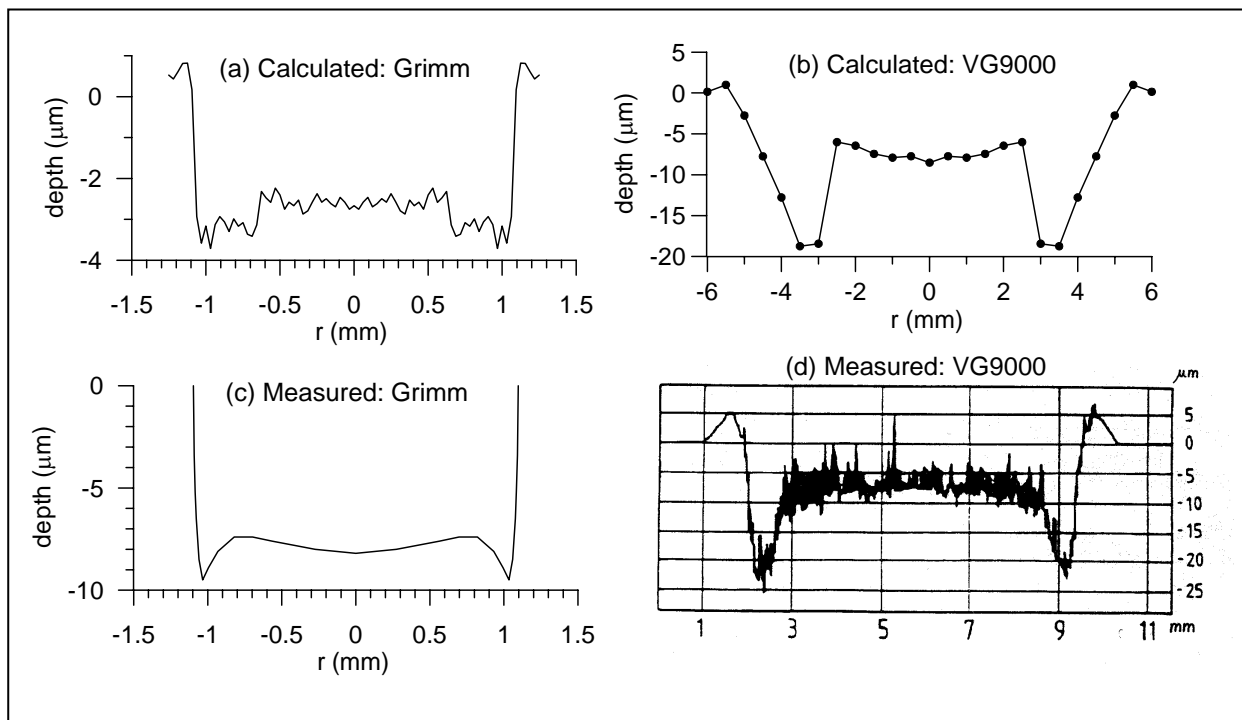 (a) Calculated: Grimm
0
-2
-4
depth (μm)
-1.5 -1 -0.5 0 0.5 1 1.5
r (mm)
(b) Calculated: VG9000
5
0
-5
-10
-15
-20
depth (μm)
-6 -4 -2 0 2 4 6
r (mm)
(c) Measured: Grimm
0
-5
-10
depth (μm)
-1.5 -1 -0.5 0 0.5 1 1.5
r (mm)
(d) Measured: VG9000
μm
5
0
-5
-10
-15
-20
-25
1 3 5 7 9 11 mm